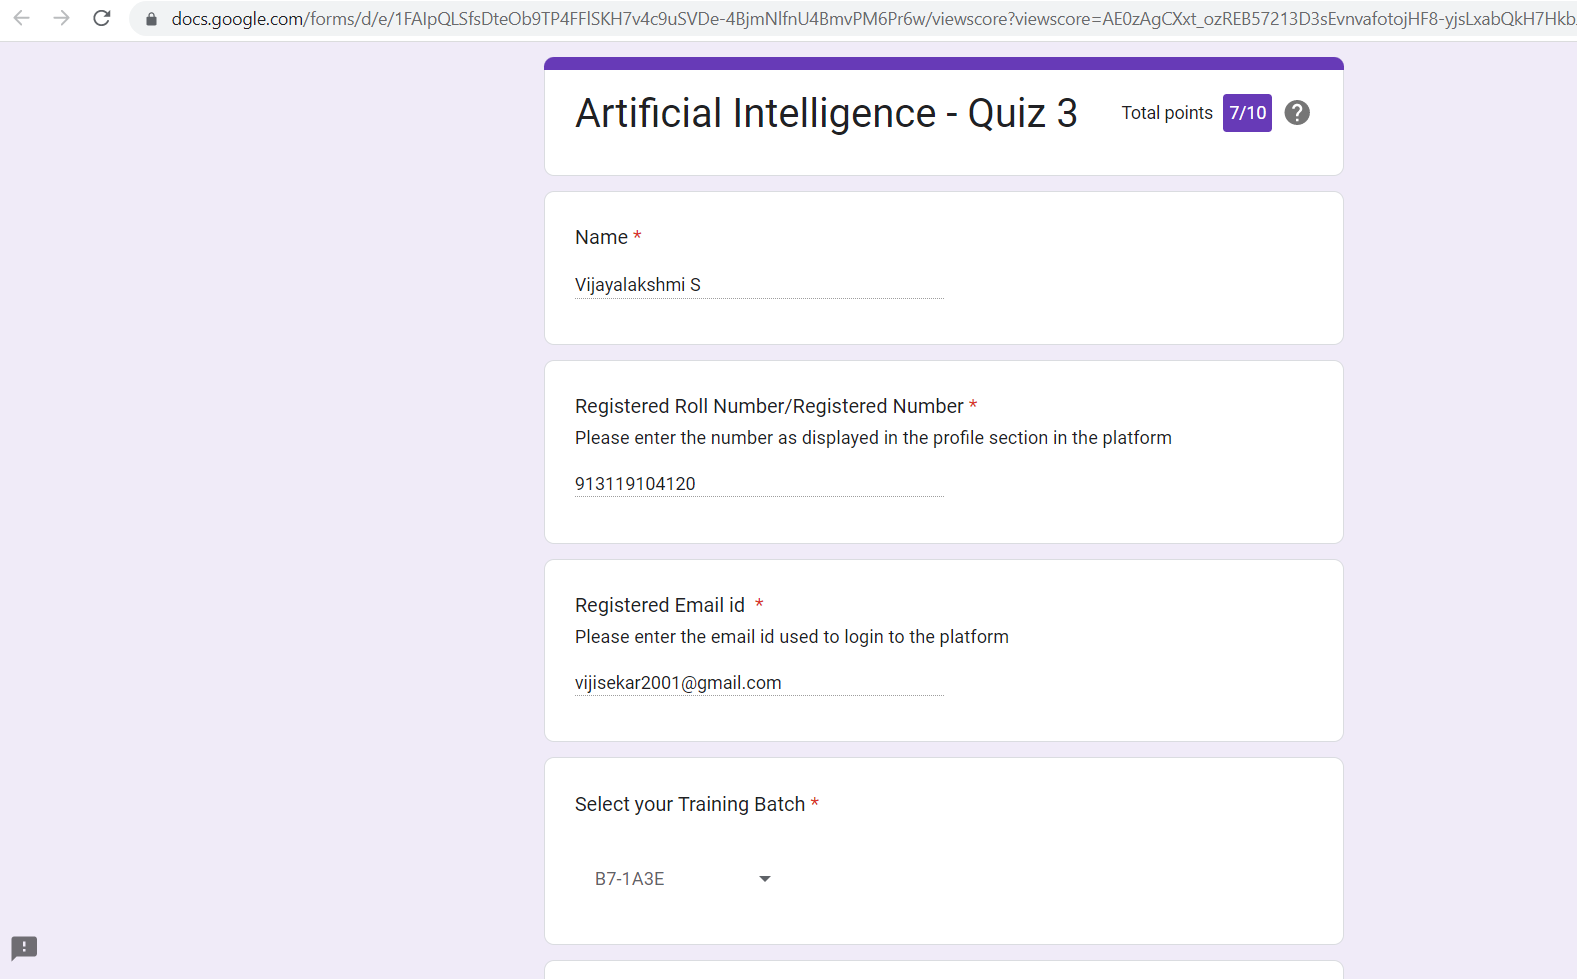 docs.google.com/forms/d/e/1FAIpQLSfsDteOb9TP4FFlSKH7v4c9uSVDe-4BjmNlfnU4BmvPM6Pr6w/viewscore?viewscore=AE0zAgCXxt_ozREB57213D3sEvnvafotojHF8-yjsLxabQkH7Hkb
Artificial Intelligence - Quiz 3
Total points 7/10
Name *
Vijayalakshmi S
Registered Roll Number/Registered Number *
Please enter the number as displayed in the profile section in the platform
913119104120
Registered Email id *
Please enter the email id used to login to the platform
vijisekar2001@gmail.com
Select your Training Batch *
B7-1A3E